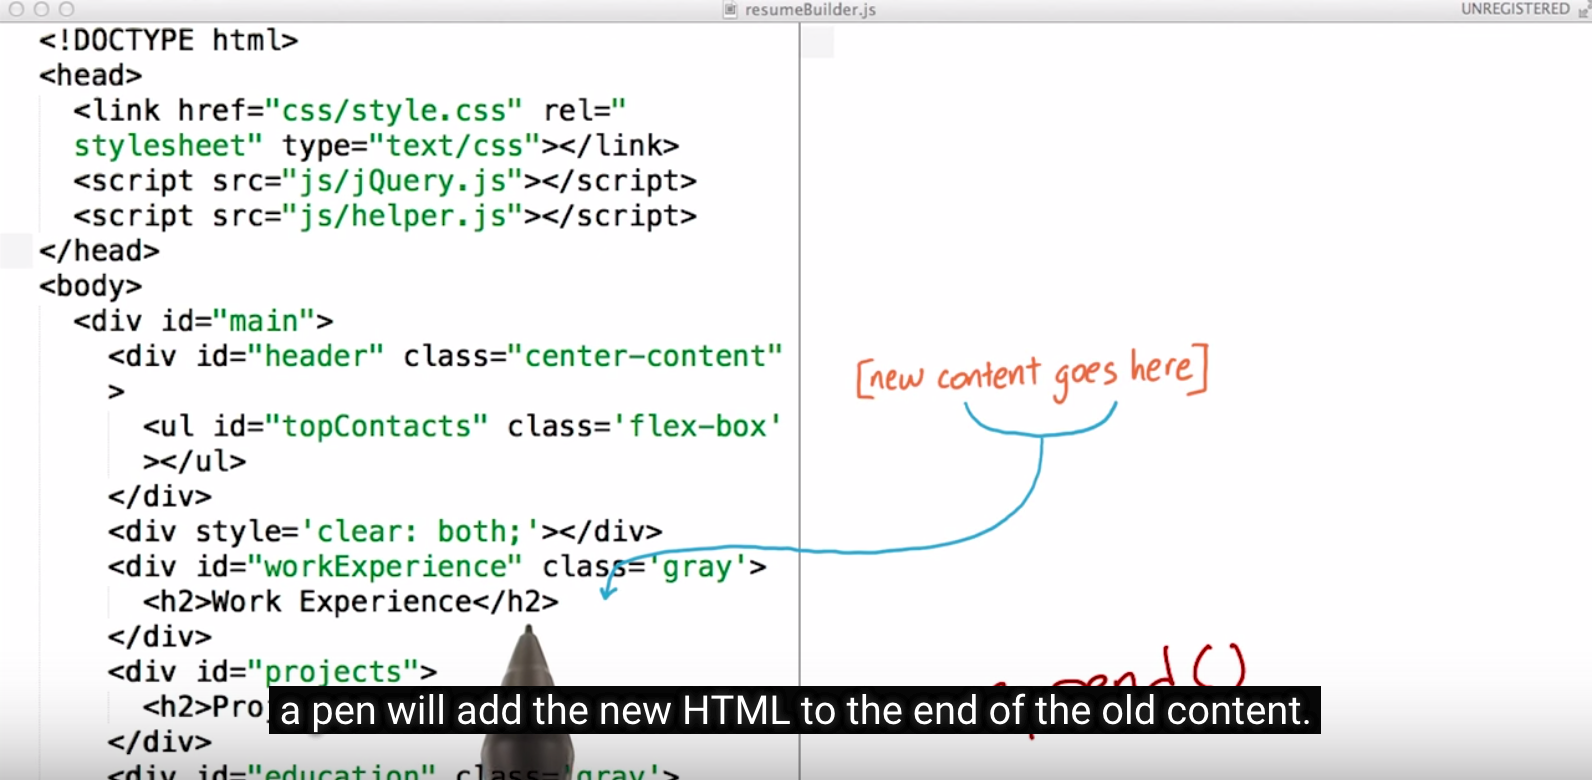 resumeBuilder.js
UNREGISTERED
<!DOCTYPE html>
<head>
<link href="css/style.css" rel="
stylesheet" type="text/css"></link>
<script src="js/jQuery.js"></script>
<script src="js/helper.js"></script>
</head>
<body>
<div id="main">
<div id="header" class="center-content"
>
<ul id="topContacts" class='flex-box'
></ul>
</div>
<div style='clear: both;'></div>
<div id="workExperience" class='gray'>
<h2>Work Experience</h2>
</div>
<div id="projects">
<h2>Pro
</div>
<div id="education" class='gray'>
[new content goes here]
a pen will add the new HTML to the end of the old content.